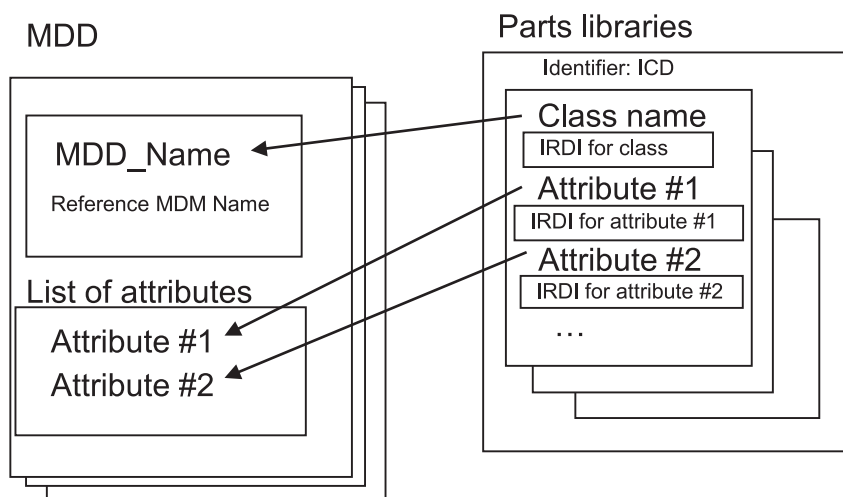 MDD
MDD_Name
Reference MDM Name
List of attributes
Attribute #1
Attribute #2
Parts libraries
Identifier: ICD
Class name
IRDI for class
Attribute #1
IRDI for attribute #1
Attribute #2
IRDI for attribute #2
...